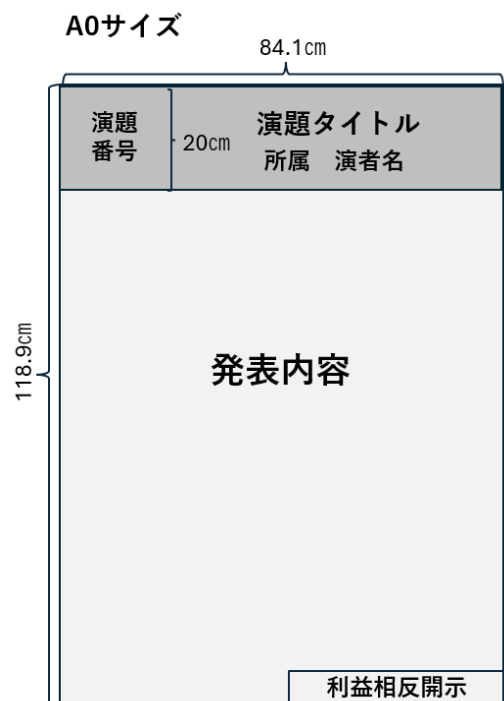 A0サイズ
84.1㎝
演題
番号
20㎝
演題タイトル
所属　演者名
118.9㎝
発表内容
利益相反開示